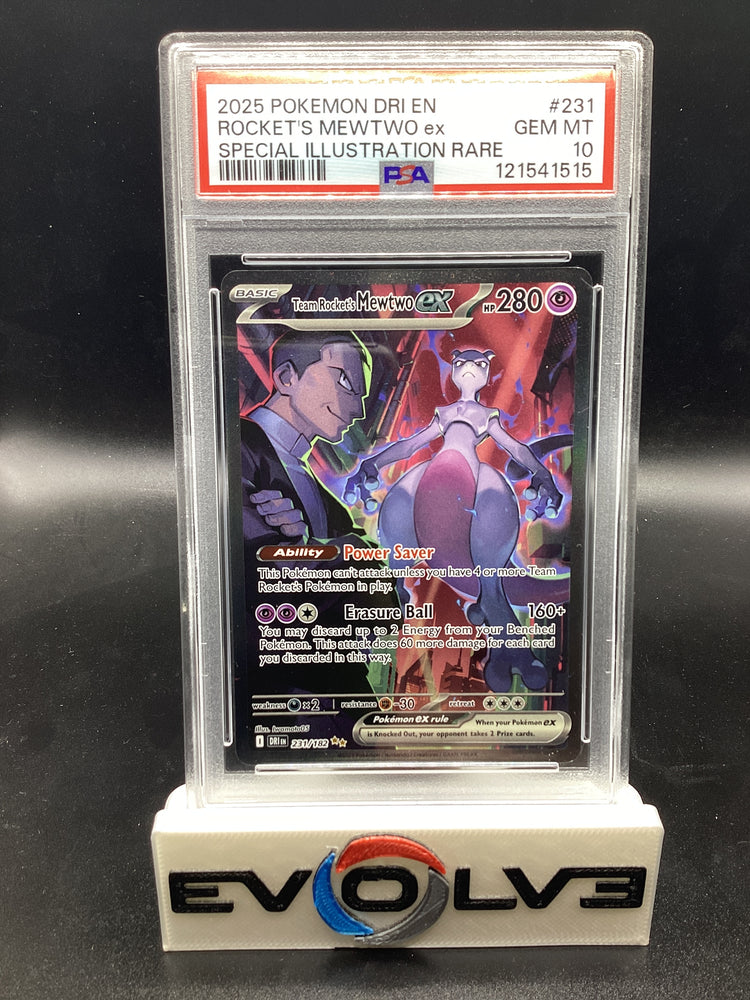 2025 POKEMON DRI EN #231
ROCKET'S MEWTWO ex GEM MT
SPECIAL ILLUSTRATION RARE 10
PSA 121541515
BASIC Team Rocket's Mewtwo ex HP 280
Ability Power Saver
This Pokémon can't attack unless you have 4 or more Team
Rocket's Pokémon in play.
Erasure Ball 160+
You may discard up to 2 Energy from your Benched
Pokémon. This attack does 60 more damage for each card
you discarded in this way.
weakness ×2 resistance -30 retreat
Illus. Iwamoto05
I DRI EN 231/182
Pokémon ex rule When your Pokémon ex
is Knocked Out, your opponent takes 2 Prize cards.
EVOLVE